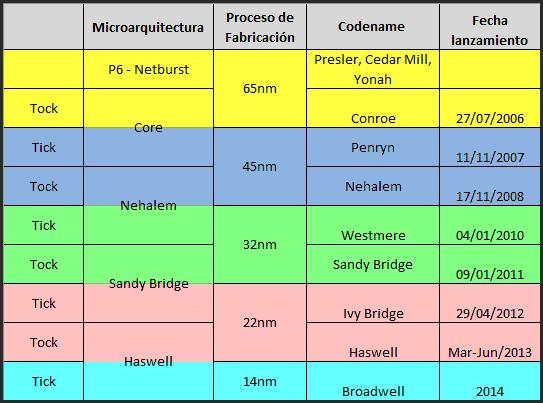 Microarquitectura
Proceso de
Fabricación
Codename
Fecha
lanzamiento
P6 - Netburst
65nm
Presler, Cedar Mill,
Yonah
Tock
Core
Conroe
27/07/2006
Tick
45nm
Penryn
11/11/2007
Tock
Nehalem
Nehalem
17/11/2008
Tick
32nm
Westmere
04/01/2010
Tock
Sandy Bridge
Sandy Bridge
09/01/2011
Tick
22nm
Ivy Bridge
29/04/2012
Tock
Haswell
Haswell
Mar-Jun/2013
Tick
14nm
Broadwell
2014